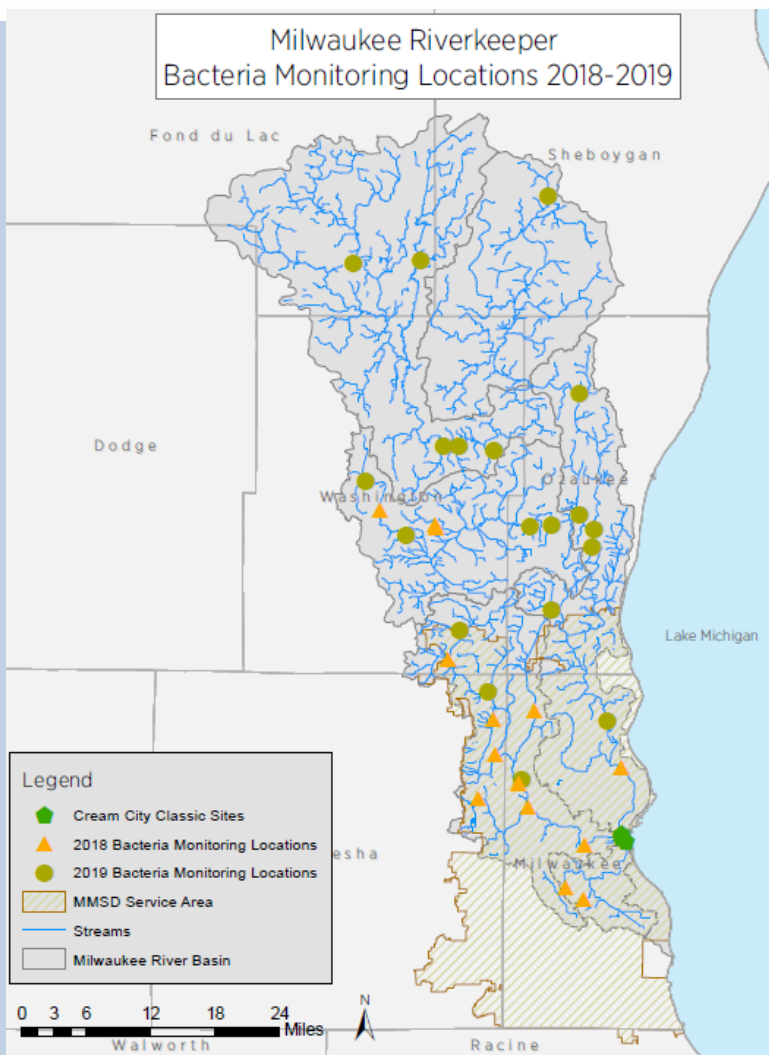 Milwaukee Riverkeeper
Bacteria Monitoring Locations 2018-2019
Fond du Lac
Sheboygan
Dodge
Washington
Ozaukee
Lake Michigan
Legend
Cream City Classic Sites
2018 Bacteria Monitoring Locations
2019 Bacteria Monitoring Locations
MMSD Service Area
Streams
Milwaukee River Basin
esha
Milwaukee
0 3 6 12 18 24
Miles
N
Walworth
Racine